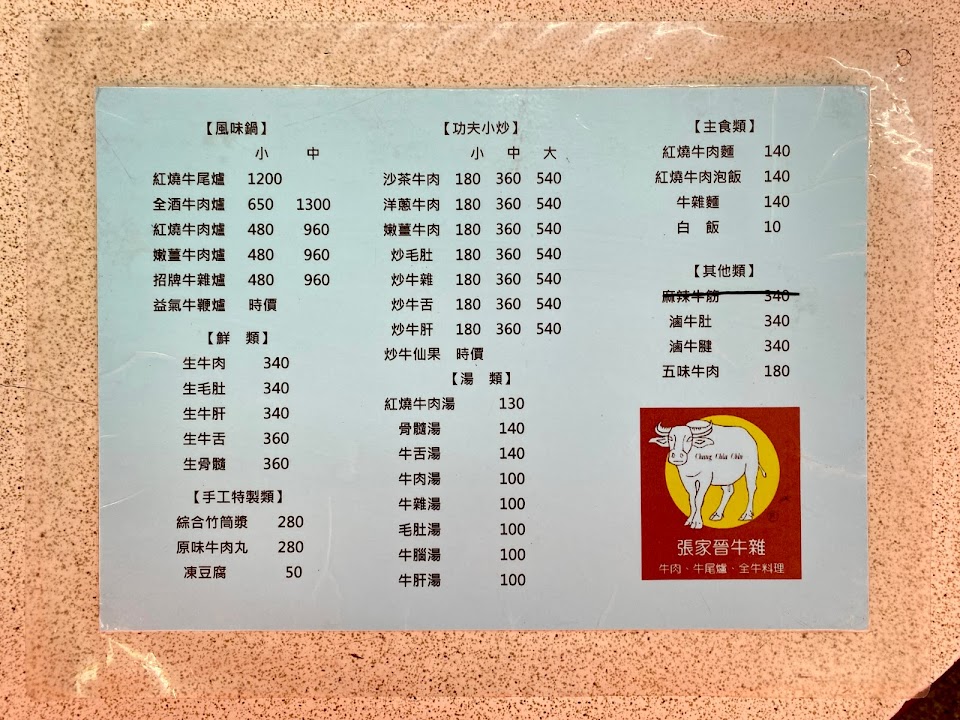 【風味鍋】
小 中
紅燒牛尾爐 1200
全酒牛肉爐 650 1300
紅燒牛肉爐 480 960
嫩薑牛肉爐 480 960
招牌牛雜爐 480 960
益氣牛鞭爐 時價
【鮮 類】
生牛肉 340
生毛肚 340
生牛肝 340
生牛舌 360
生骨髓 360
【手工特製類】
綜合竹筒漿 280
原味牛肉丸 280
凍豆腐 50
【功夫小炒】
小 中 大
沙茶牛肉 180 360 540
洋蔥牛肉 180 360 540
嫩薑牛肉 180 360 540
炒毛肚 180 360 540
炒牛雜 180 360 540
炒牛舌 180 360 540
炒牛肝 180 360 540
炒牛仙果 時價
【湯 類】
紅燒牛肉湯 130
骨髓湯 140
牛舌湯 140
牛肉湯 100
牛雜湯 100
毛肚湯 100
牛腦湯 100
牛肝湯 100
【主食類】
紅燒牛肉麵 140
紅燒牛肉泡飯 140
牛雜麵 140
白 飯 10
【其他類】
麻辣牛筋 340
滷牛肚 340
滷牛腱 340
五味牛肉 180
Chang Chia Chin
張家晉牛雜
牛肉、牛尾爐、全牛料理